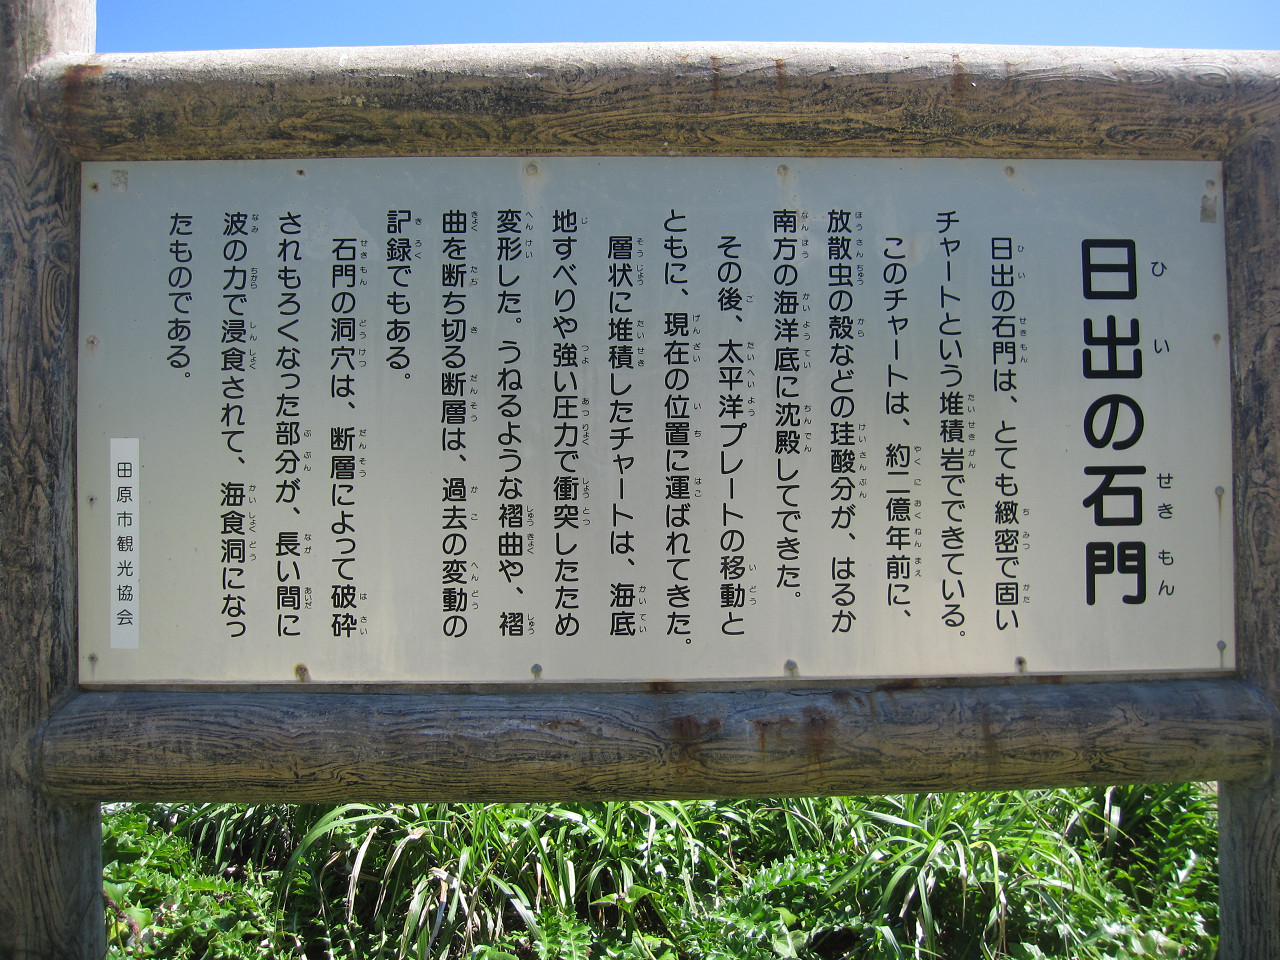 日出の石門
日出の石門は、とても緻密で固い
チャートという堆積岩でできている。
このチャートは、約二億年前に、
放散虫の殻などの珪酸分が、はるか
南方の海洋底に沈殿してできた。
その後、太平洋プレートの移動と
ともに、現在の位置に運ばれてきた。
層状に堆積したチャートは、海底
地すべりや強い圧力で衝突したため
変形した。うねるような褶曲や、褶
曲を断ち切る断層は、過去の変動の
記録でもある。
石門の洞穴は、断層によって破砕
されもろくなった部分が、長い間に
波の力で浸食されて、海食洞になっ
たものである。
田原市観光協会